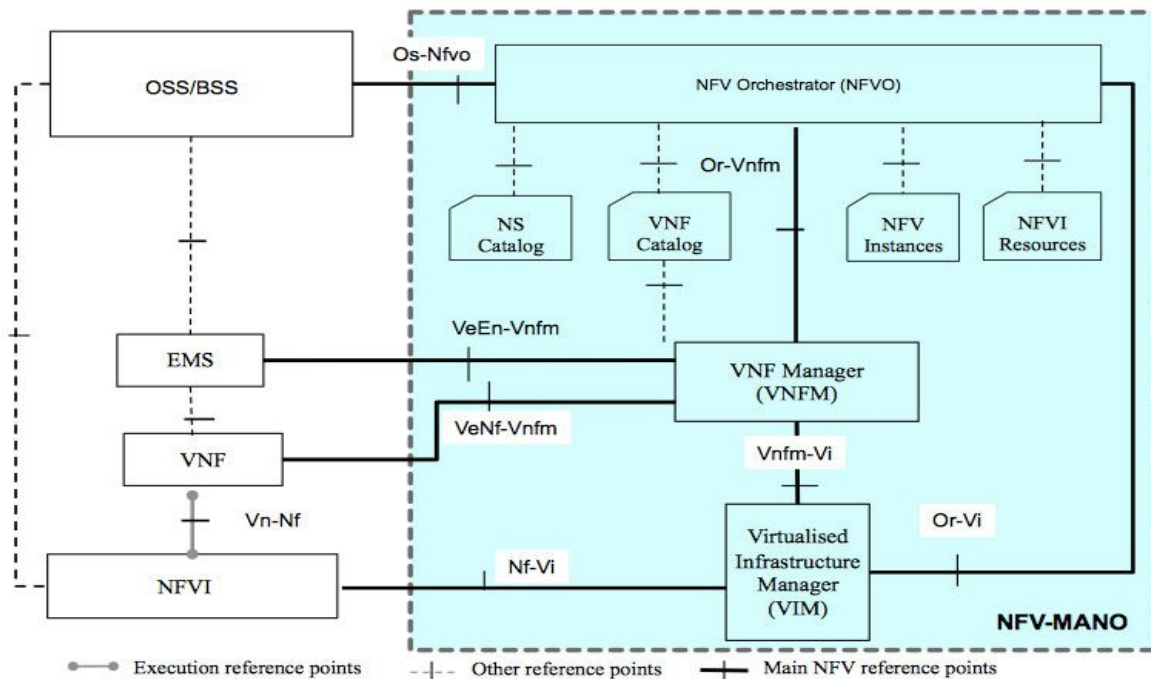 Os-Nfvo
OSS/BSS
NFV Orchestrator (NFVO)
Or-Vnfm
NS
Catalog
VNF
Catalog
NFV
Instances
NFVI
Resources
VeEn-Vnfm
EMS
VNF Manager
(VNFM)
VeNf-Vnfm
VNF
Vnfm-Vi
Vn-Nf
Or-Vi
Virtualised
Infrastructure
Manager
(VIM)
Nf-Vi
NFVI
NFV-MANO
Execution reference points
Other reference points
Main NFV reference points